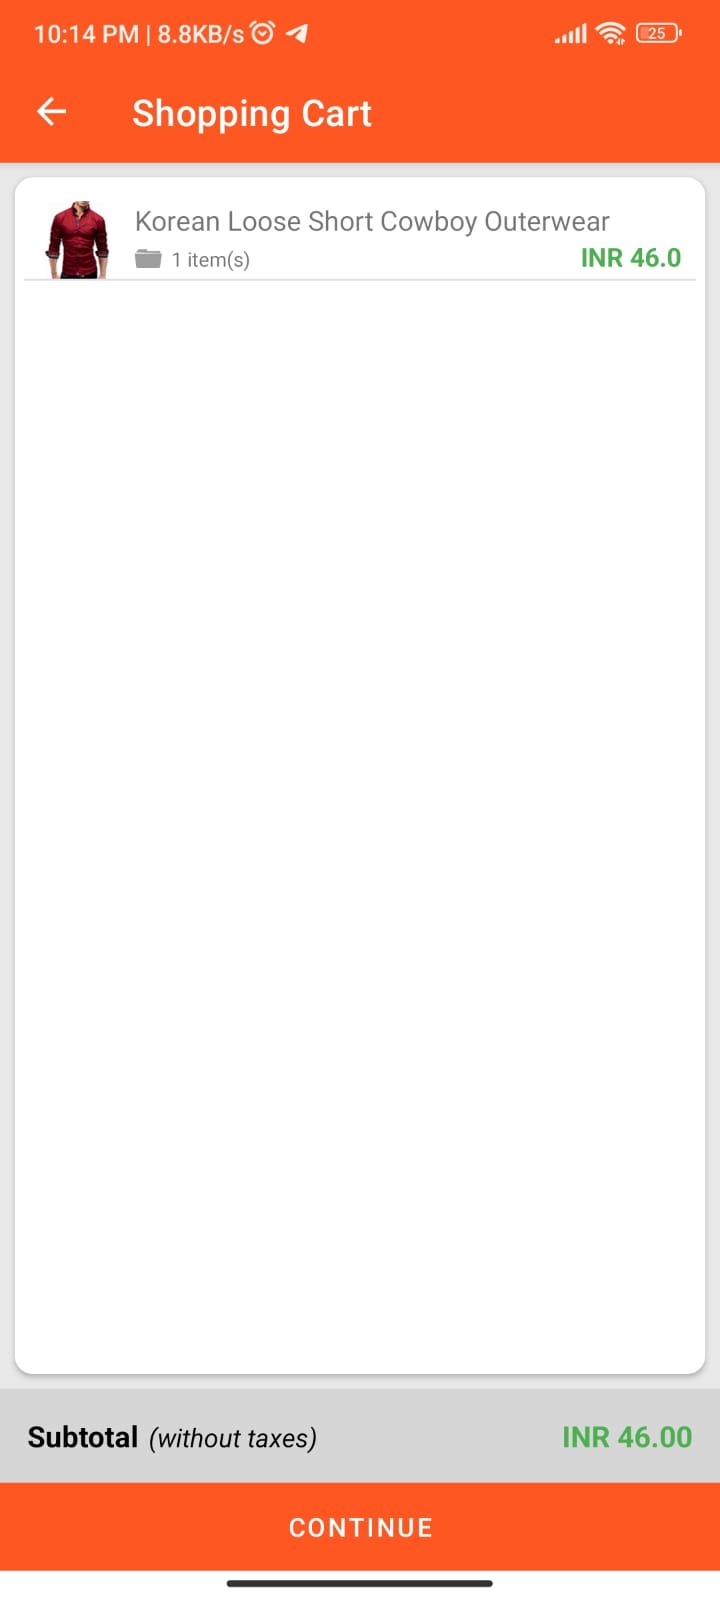 10:14 PM | 8.8KB/s 25
Shopping Cart
Korean Loose Short Cowboy Outerwear
1 item(s) INR 46.0
Subtotal (without taxes) INR 46.00
CONTINUE